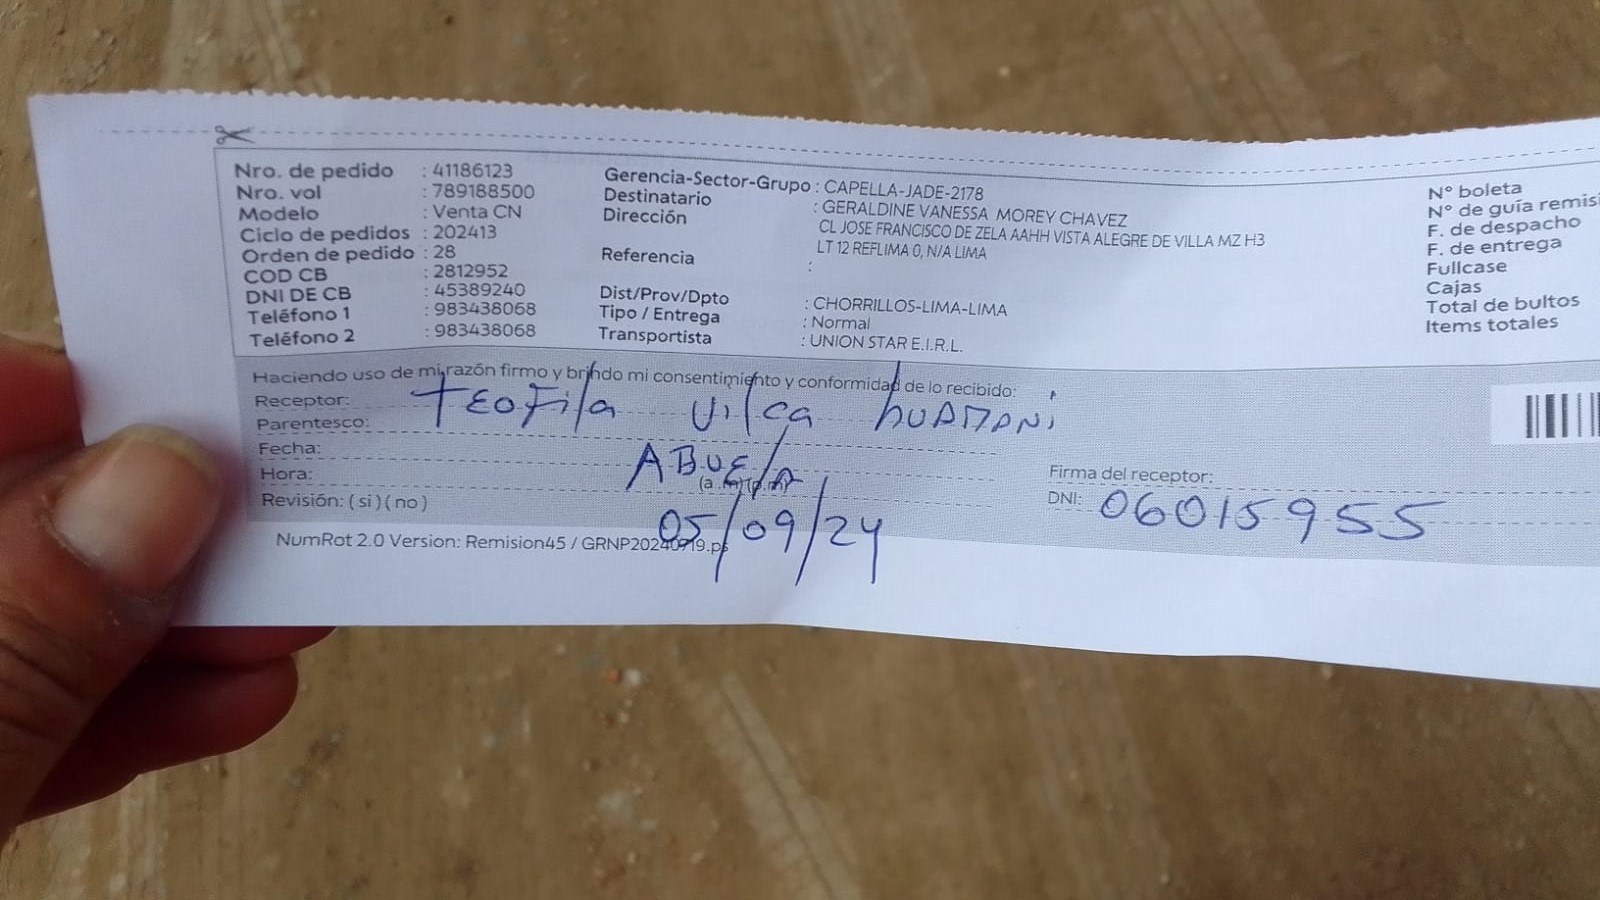 Nro. de pedido : 41186123
Nro. vol : 789188500
Modelo : Venta CN
Ciclo de pedidos : 202413
Orden de pedido : 28
COD CB : 2812952
DNI DE CB : 45389240
Teléfono 1 : 983438068
Teléfono 2 : 983438068
Gerencia-Sector-Grupo : CAPELLA-JADE-2178
Destinatario : GERALDINE VANESSA MOREY CHAVEZ
Dirección CL JOSE FRANCISCO DE ZELA AAHH VISTA ALEGRE DE VILLA MZ H3
LT 12 REFLIMA 0, N/A LIMA
Referencia :
Dist/Prov/Dpto : CHORRILLOS-LIMA-LIMA
Tipo / Entrega : Normal
Transportista : UNION STAR E.I.R.L.
N° boleta
N° de guía remisi
F. de despacho
F. de entrega
Fullcase
Cajas
Total de bultos
Items totales
Haciendo uso de mi razón firmo y brindo mi consentimiento y conformidad de lo recibido:
Receptor: TEOFila Vilca huamani
Parentesco: ABUElA
Fecha: 05/09/24
Hora: (a.m)(p.m)
Revisión: ( si ) ( no )
Firma del receptor:
DNI: 06015955
NumRot 2.0 Version: Remision45 / GRNP20240719.ps